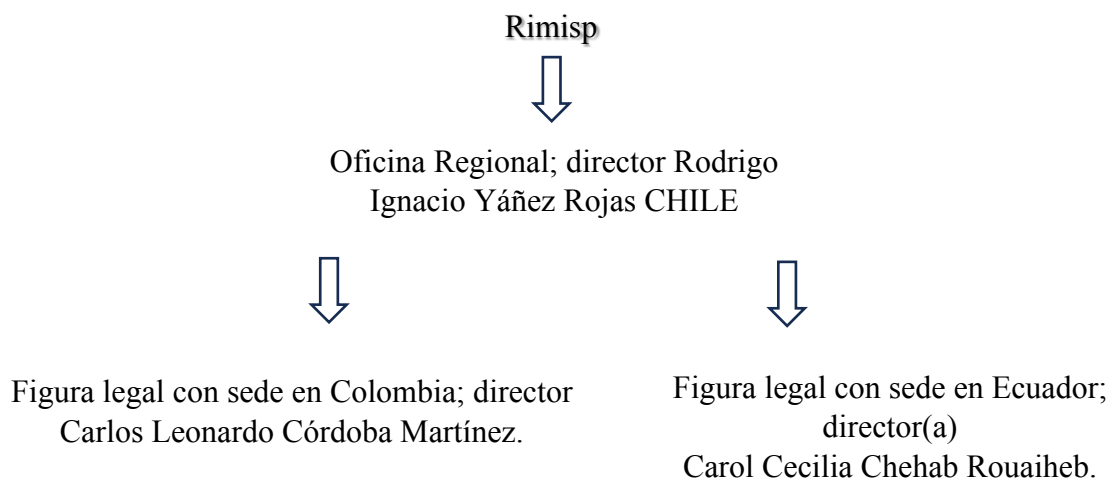 Rimisp
Oficina Regional; director Rodrigo
Ignacio Yáñez Rojas CHILE
Figura legal con sede en Colombia; director
Carlos Leonardo Córdoba Martínez.
Figura legal con sede en Ecuador;
director(a)
Carol Cecilia Chehab Rouaiheb.